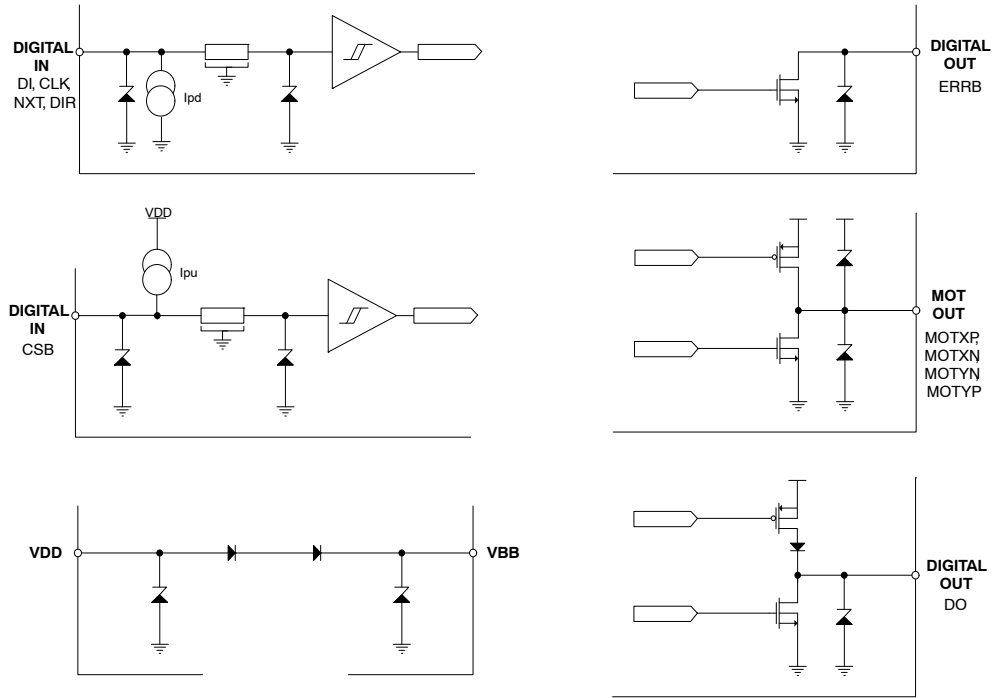 DIGITAL
IN
DI, CLK,
NXT, DIR
Ipd
DIGITAL
OUT
ERRB
VDD
Ipu
DIGITAL
IN
CSB
MOT
OUT
MOTXP,
MOTXN,
MOTYN,
MOTYP
VDD
VBB
DIGITAL
OUT
DO